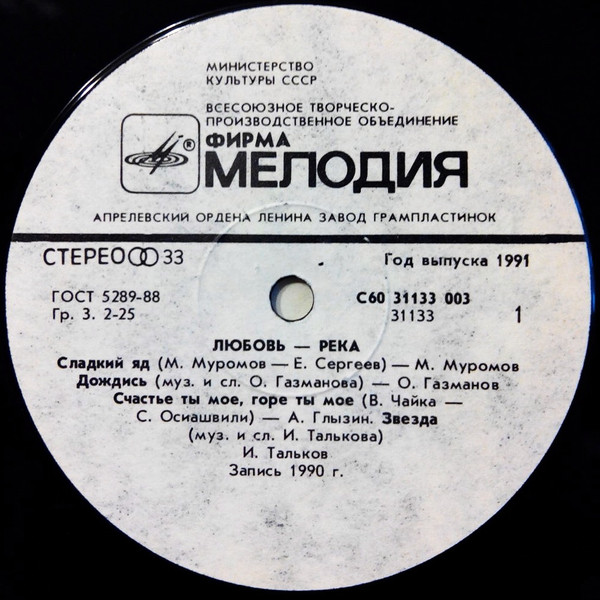 МИНИСТЕРСТВО
КУЛЬТУРЫ СССР
ВСЕСОЮЗНОЕ ТВОРЧЕСКО-
ПРОИЗВОДСТВЕННОЕ ОБЪЕДИНЕНИЕ
ФИРМА
® МЕЛОДИЯ
АПРЕЛЕВСКИЙ ОРДЕНА ЛЕНИНА ЗАВОД ГРАМПЛАСТИНОК
СТЕРЕО 33 Год выпуска 1991
ГОСТ 5289-88 С60 31133 003
Гр. 3. 2-25 31133 1
ЛЮБОВЬ — РЕКА
Сладкий яд (М. Муромов — Е. Сергеев) — М. Муромов
Дождись (муз. и сл. О. Газманова) — О. Газманов
Счастье ты мое, горе ты мое (В. Чайка —
С. Осиашвили) — А. Глызин. Звезда
(муз. и сл. И. Талькова)
И. Тальков
Запись 1990 г.